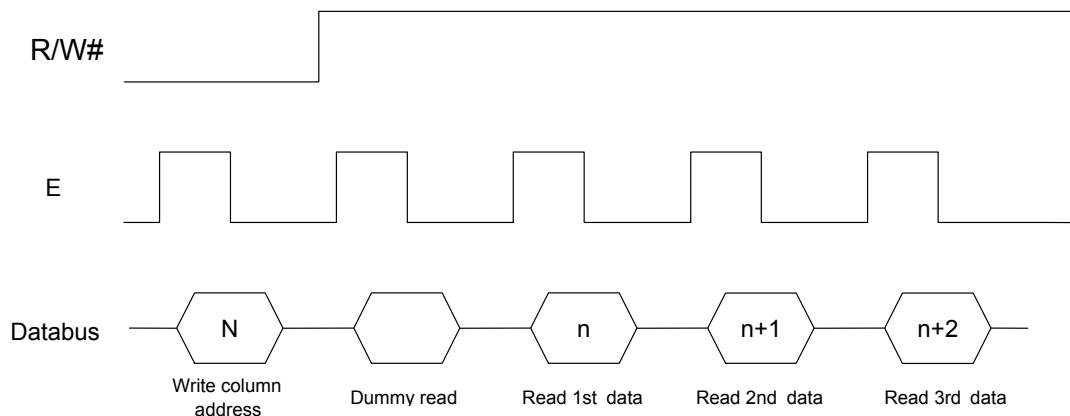 R/W#
E
Databus
N
n
n+1
n+2
Write column
address
Dummy read
Read 1st data
Read 2nd data
Read 3rd data